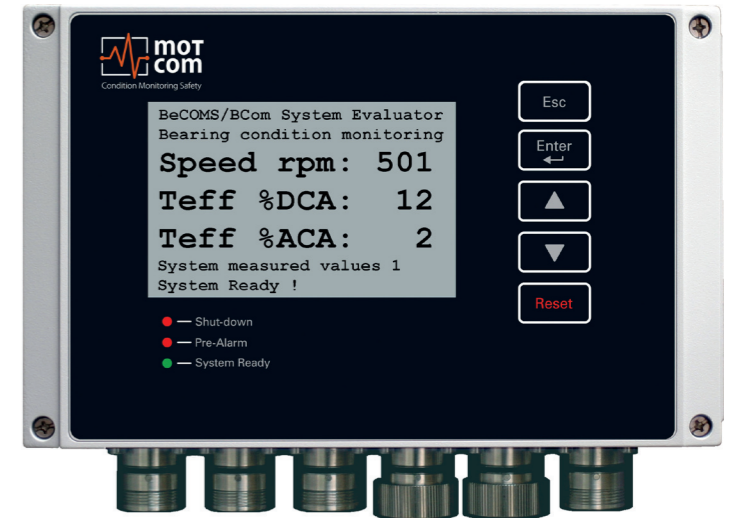 moT
com
Condition Monitoring Safety
BeCOMS/BCom System Evaluator
Bearing condition monitoring
Speed rpm: 501
Teff %DCA: 12
Teff %ACA: 2
System measured values 1
System Ready !
Shut-down
Pre-Alarm
System Ready
Esc
Enter
Reset